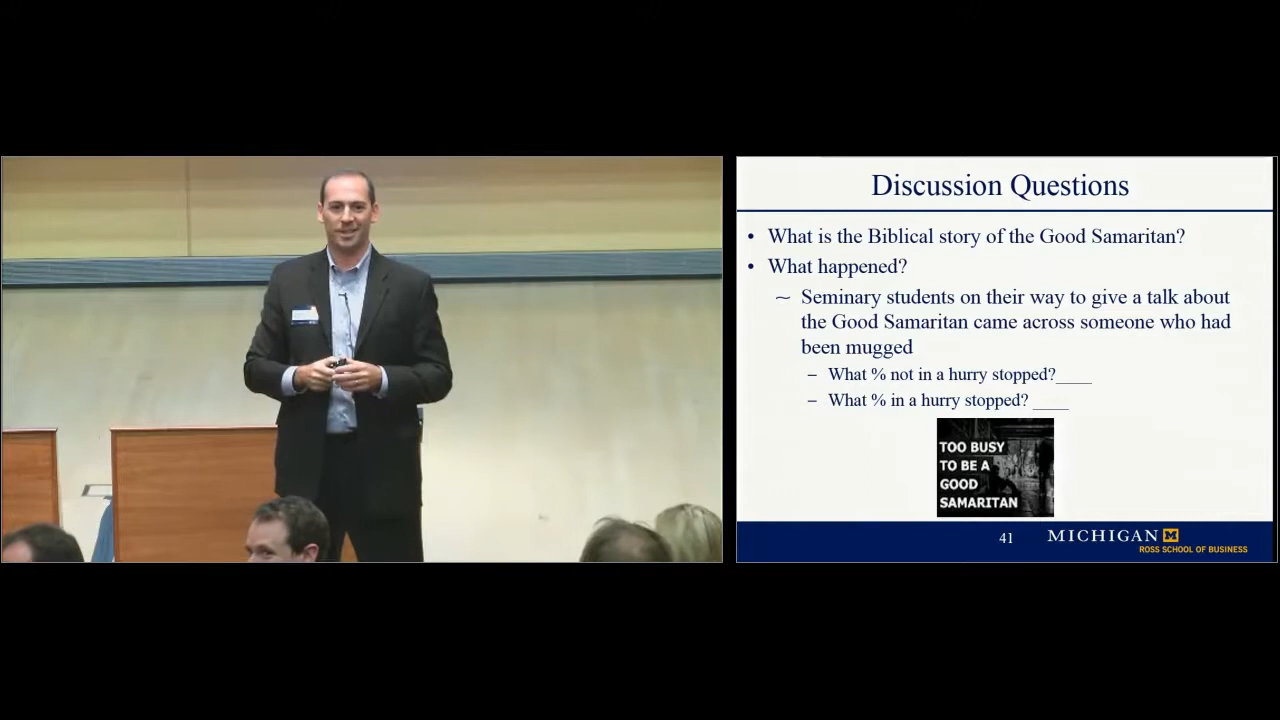 Discussion Questions
• What is the Biblical story of the Good Samaritan?
• What happened?
~ Seminary students on their way to give a talk about
the Good Samaritan came across someone who had
been mugged
– What % not in a hurry stopped?____
– What % in a hurry stopped? ____
TOO BUSY
TO BE A
GOOD
SAMARITAN
41
MICHIGAN M
ROSS SCHOOL OF BUSINESS